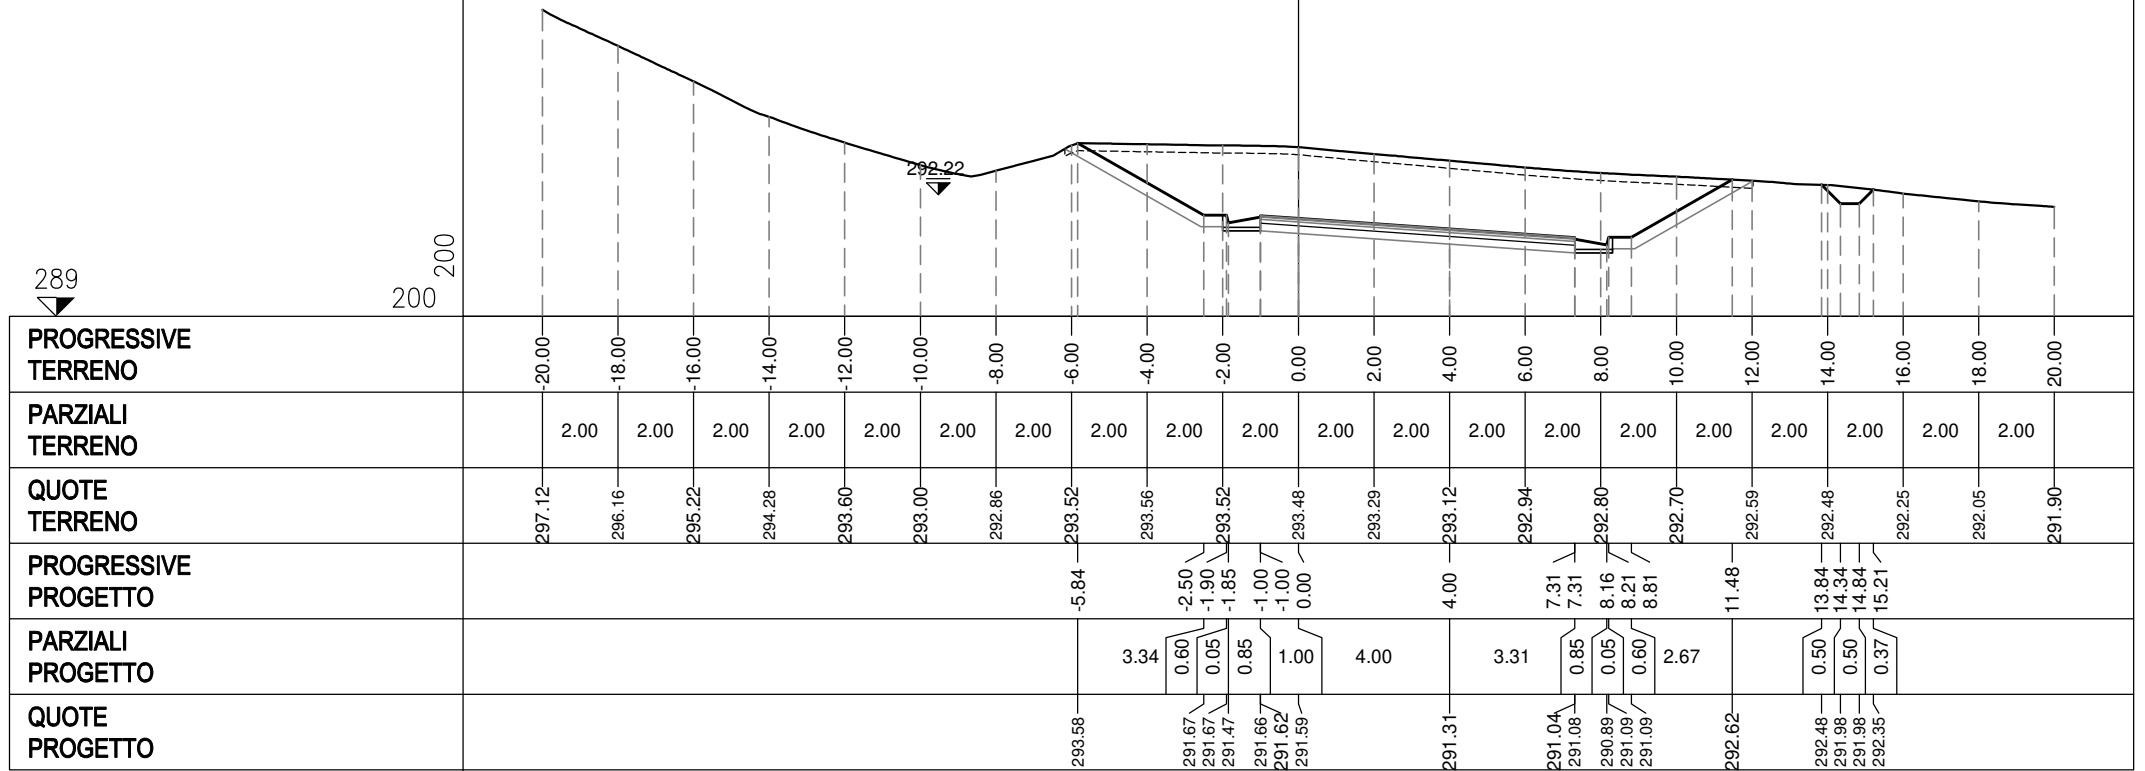 292.22
289
200
200
PROGRESSIVE
TERRENO
-20.00 -18.00 -16.00 -14.00 -12.00 -10.00 -8.00 -6.00 -4.00 -2.00 0.00 2.00 4.00 6.00 8.00 10.00 12.00 14.00 16.00 18.00 20.00
PARZIALI
TERRENO
2.00 2.00 2.00 2.00 2.00 2.00 2.00 2.00 2.00 2.00 2.00 2.00 2.00 2.00 2.00 2.00 2.00 2.00 2.00 2.00
QUOTE
TERRENO
297.12 296.16 295.22 294.28 293.60 293.00 292.86 293.52 293.56 293.52 293.48 293.29 293.12 292.94 292.80 292.70 292.59 292.48 292.25 292.05 291.90
PROGRESSIVE
PROGETTO
-5.84 -2.50 -1.90 -1.85 -1.00 -1.00 0.00 4.00 7.31 7.31 8.16 8.21 8.81 11.48 13.84 14.34 14.84 15.21
PARZIALI
PROGETTO
3.34 0.60 0.05 0.85 1.00 4.00 3.31 0.85 0.05 0.60 2.67 0.50 0.50 0.37
QUOTE
PROGETTO
293.58 291.67 291.67 291.47 291.66 291.62 291.59 291.31 291.04 291.08 290.89 291.09 291.09 292.62 292.48 291.98 291.98 292.35